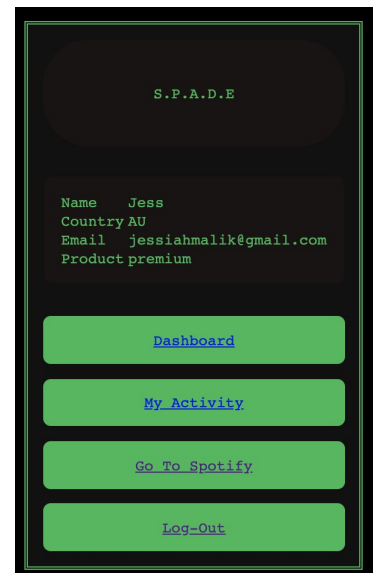 S.P.A.D.E
Name Jess
Country AU
Email jessiahmalik@gmail.com
Product premium
Dashboard
My Activity
Go To Spotify
Log-Out